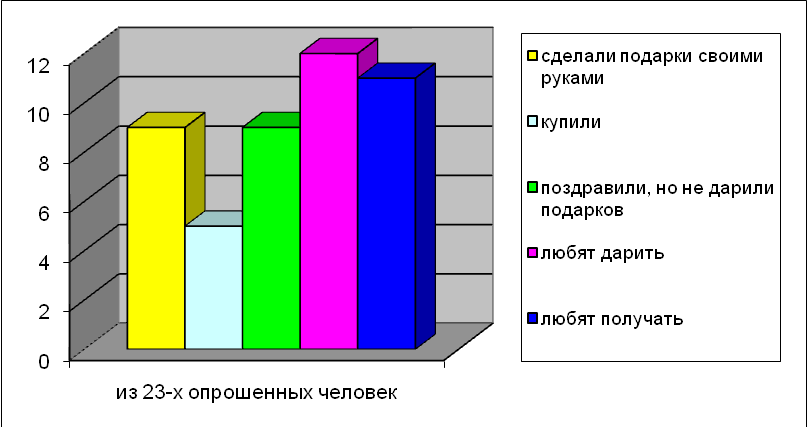 12
10
8
6
4
2
0
из 23-х опрошенных человек
сделали подарки своими
руками
купили
поздравили, но не дарили
подарков
любят дарить
любят получать